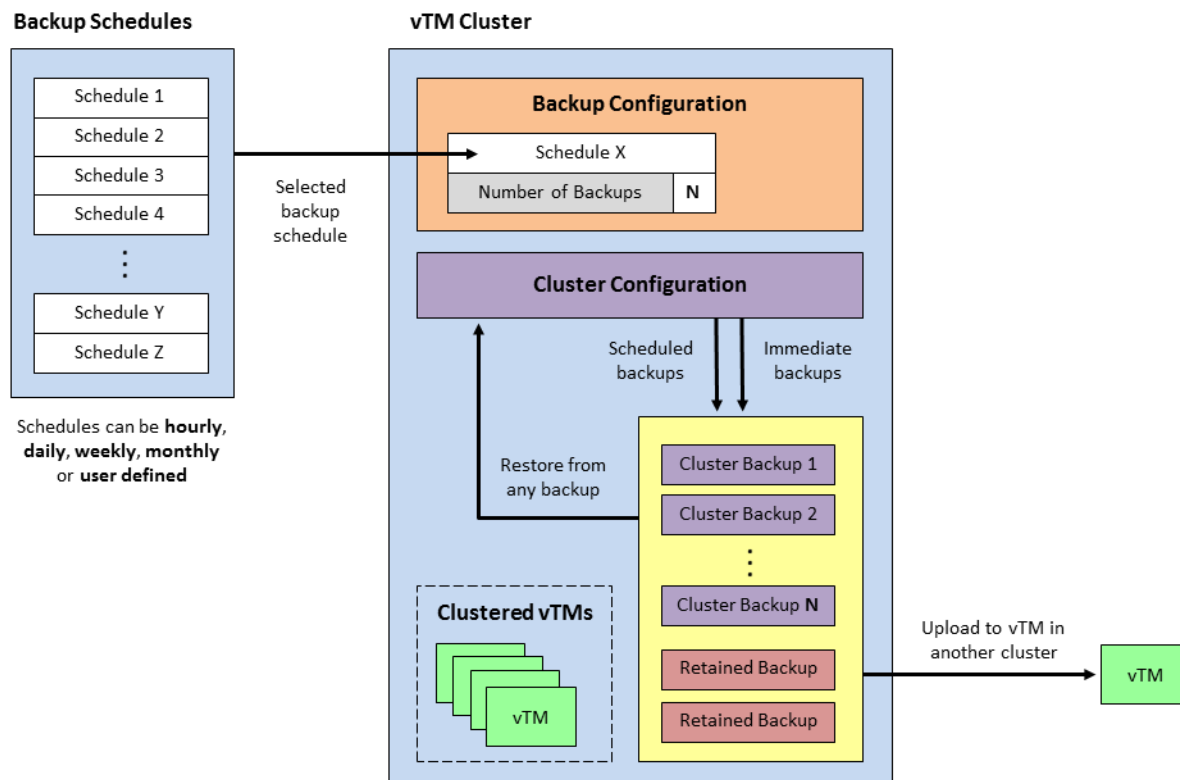 Backup Schedules
Schedule 1
Schedule 2
Schedule 3
Schedule 4
Schedule Y
Schedule Z
Schedules can be hourly,
daily, weekly, monthly
or user defined
Selected
backup
schedule
vTM Cluster
Backup Configuration
Schedule X
Number of Backups N
Cluster Configuration
Scheduled
backups
Immediate
backups
Restore from
any backup
Cluster Backup 1
Cluster Backup 2
Cluster Backup N
Retained Backup
Retained Backup
Clustered vTMs
vTM
Upload to vTM in
another cluster
vTM